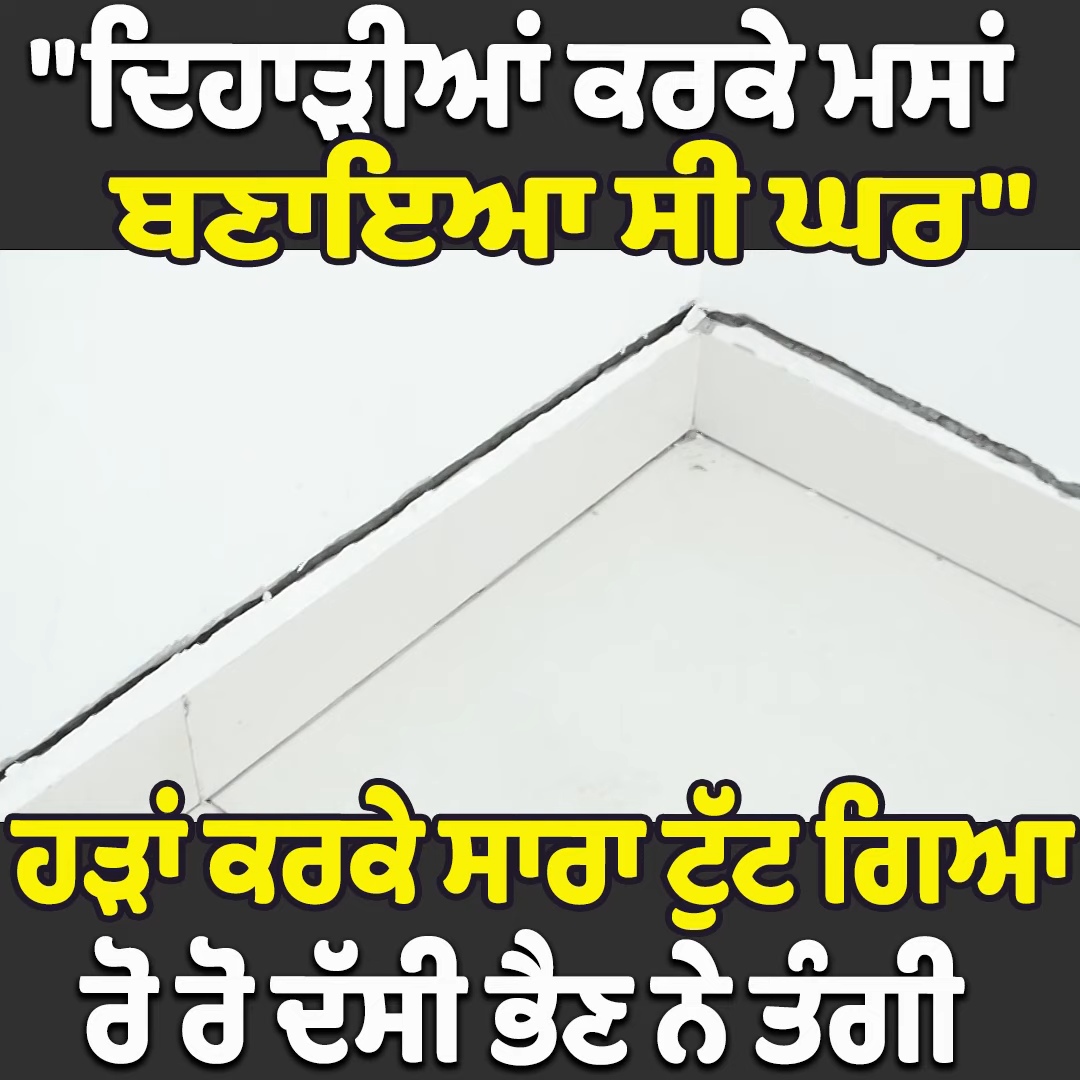 "ਦਿਹਾੜੀਆਂ ਕਰਕੇ ਮਸਾਂ
ਬਣਾਇਆ ਸੀ ਘਰ"
ਹੜਾਂ ਕਰਕੇ ਸਾਰਾ ਟੁੱਟ ਗਿਆ
ਰੋ ਰੋ ਦੱਸੀ ਭੈਣ ਨੇ ਤੰਗੀ